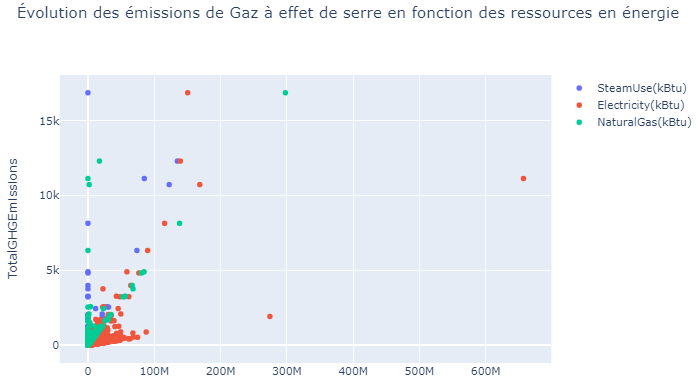 Évolution des émissions de Gaz à effet de serre en fonction des ressources en énergie
SteamUse(kBtu)
Electricity(kBtu)
NaturalGas(kBtu)
TotalGHGEmissions
15k
10k
5k
0
0 100M 200M 300M 400M 500M 600M